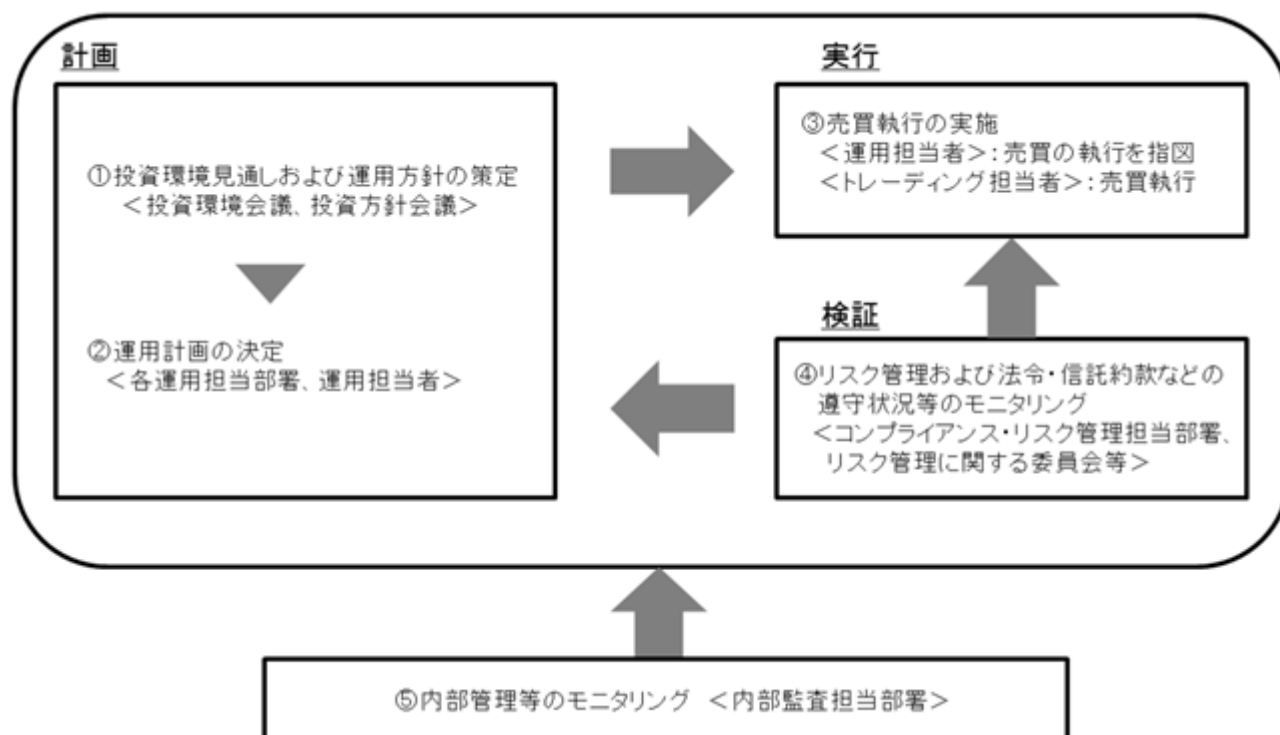 計画
①投資環境見通しおよび運用方針の策定
＜投資環境会議、投資方針会議＞
②運用計画の決定
＜各運用担当部署、運用担当者＞
実行
③売買執行の実施
＜運用担当者＞：売買の執行を指図
＜トレーディング担当者＞：売買執行
検証
④リスク管理および法令・信託約款などの
遵守状況等のモニタリング
＜コンプライアンス・リスク管理担当部署、
リスク管理に関する委員会等＞
⑤内部管理等のモニタリング ＜内部監査担当部署＞